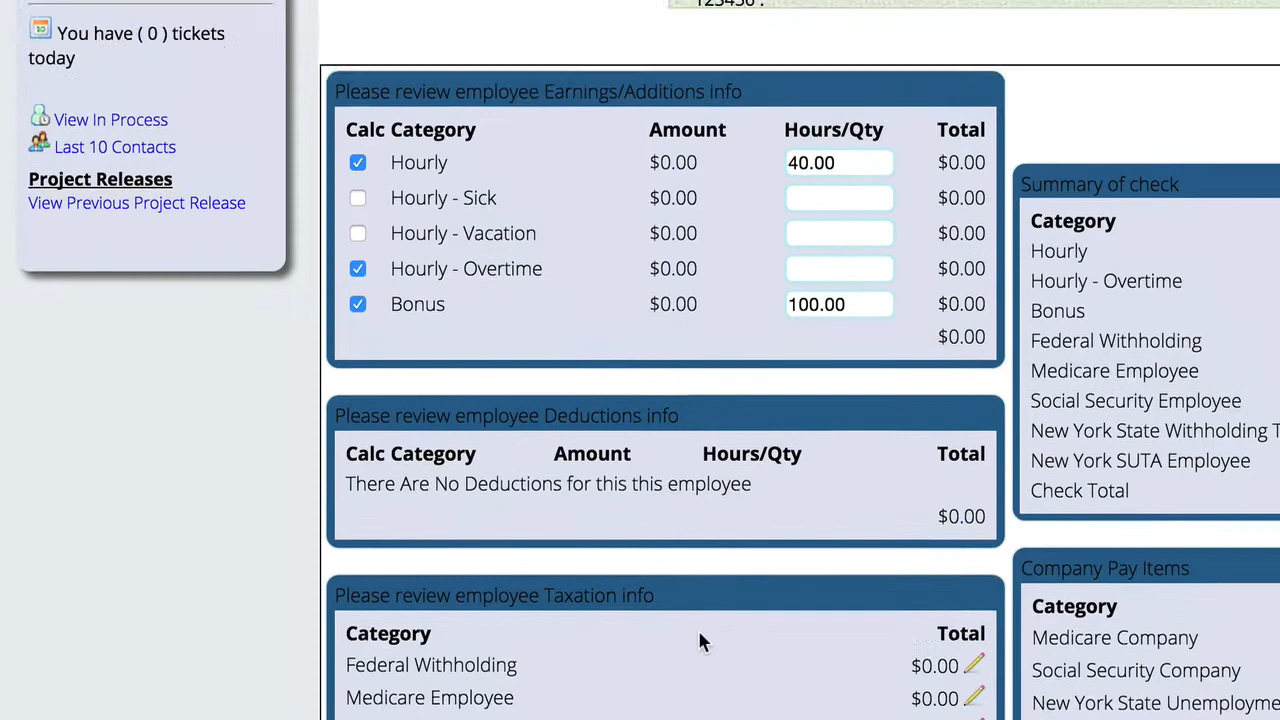 123456 .
You have ( 0 ) tickets
today
View In Process
Last 10 Contacts
Project Releases
View Previous Project Release
Please review employee Earnings/Additions info
Calc Category Amount Hours/Qty Total
Hourly $0.00 40.00 $0.00
Hourly - Sick $0.00 $0.00
Hourly - Vacation $0.00 $0.00
Hourly - Overtime $0.00 $0.00
Bonus $0.00 100.00 $0.00
$0.00
Please review employee Deductions info
Calc Category Amount Hours/Qty Total
There Are No Deductions for this this employee
$0.00
Please review employee Taxation info
Category Total
Federal Withholding $0.00
Medicare Employee $0.00
Summary of check
Category
Hourly
Hourly - Overtime
Bonus
Federal Withholding
Medicare Employee
Social Security Employee
New York State Withholding T
New York SUTA Employee
Check Total
Company Pay Items
Category
Medicare Company
Social Security Company
New York State Unemployme